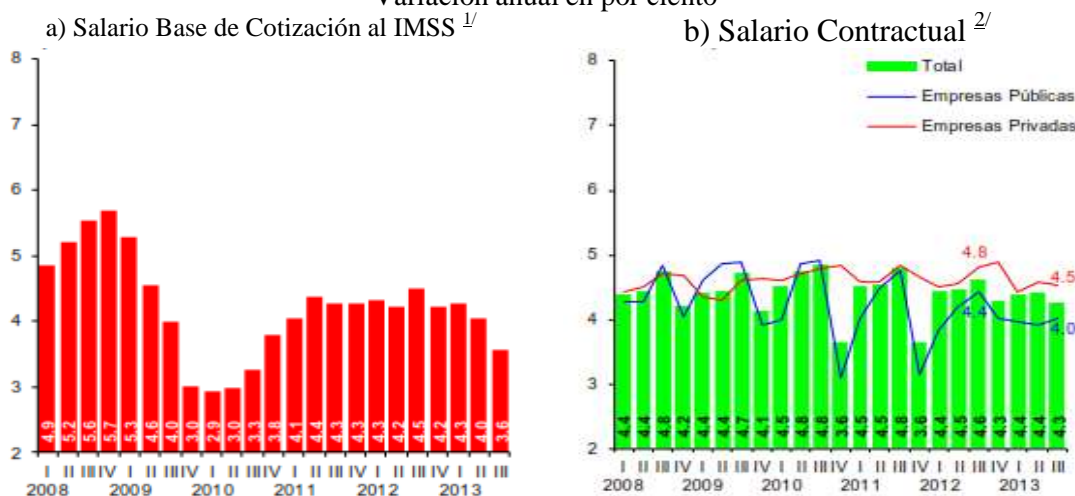 Variación anual en por ciento
a) Salario Base de Cotización al IMSS 1/
8
7
6
5
4
3
2
4.9 5.2 5.6 5.7 5.3 4.6 4.0 3.0 2.9 3.0 3.3 3.8 4.1 4.4 4.3 4.3 4.3 4.2 4.5 4.2 4.3 4.0 3.6
I II III IV I II III IV I II III IV I II III IV I II III IV I II III
2008 2009 2010 2011 2012 2013
b) Salario Contractual 2/
Total
Empresas Públicas
Empresas Privadas
8
7
6
5
4
3
2
4.8
4.5
4.4
4.0
4.4 4.4 4.8 4.2 4.4 4.4 4.7 4.1 4.5 4.8 4.8 3.6 4.5 4.5 4.8 3.6 4.4 4.5 4.6 4.3 4.4 4.4 4.3
I II III IV I II III IV I II III IV I II III IV I II III IV I II III
2008 2009 2010 2011 2012 2013